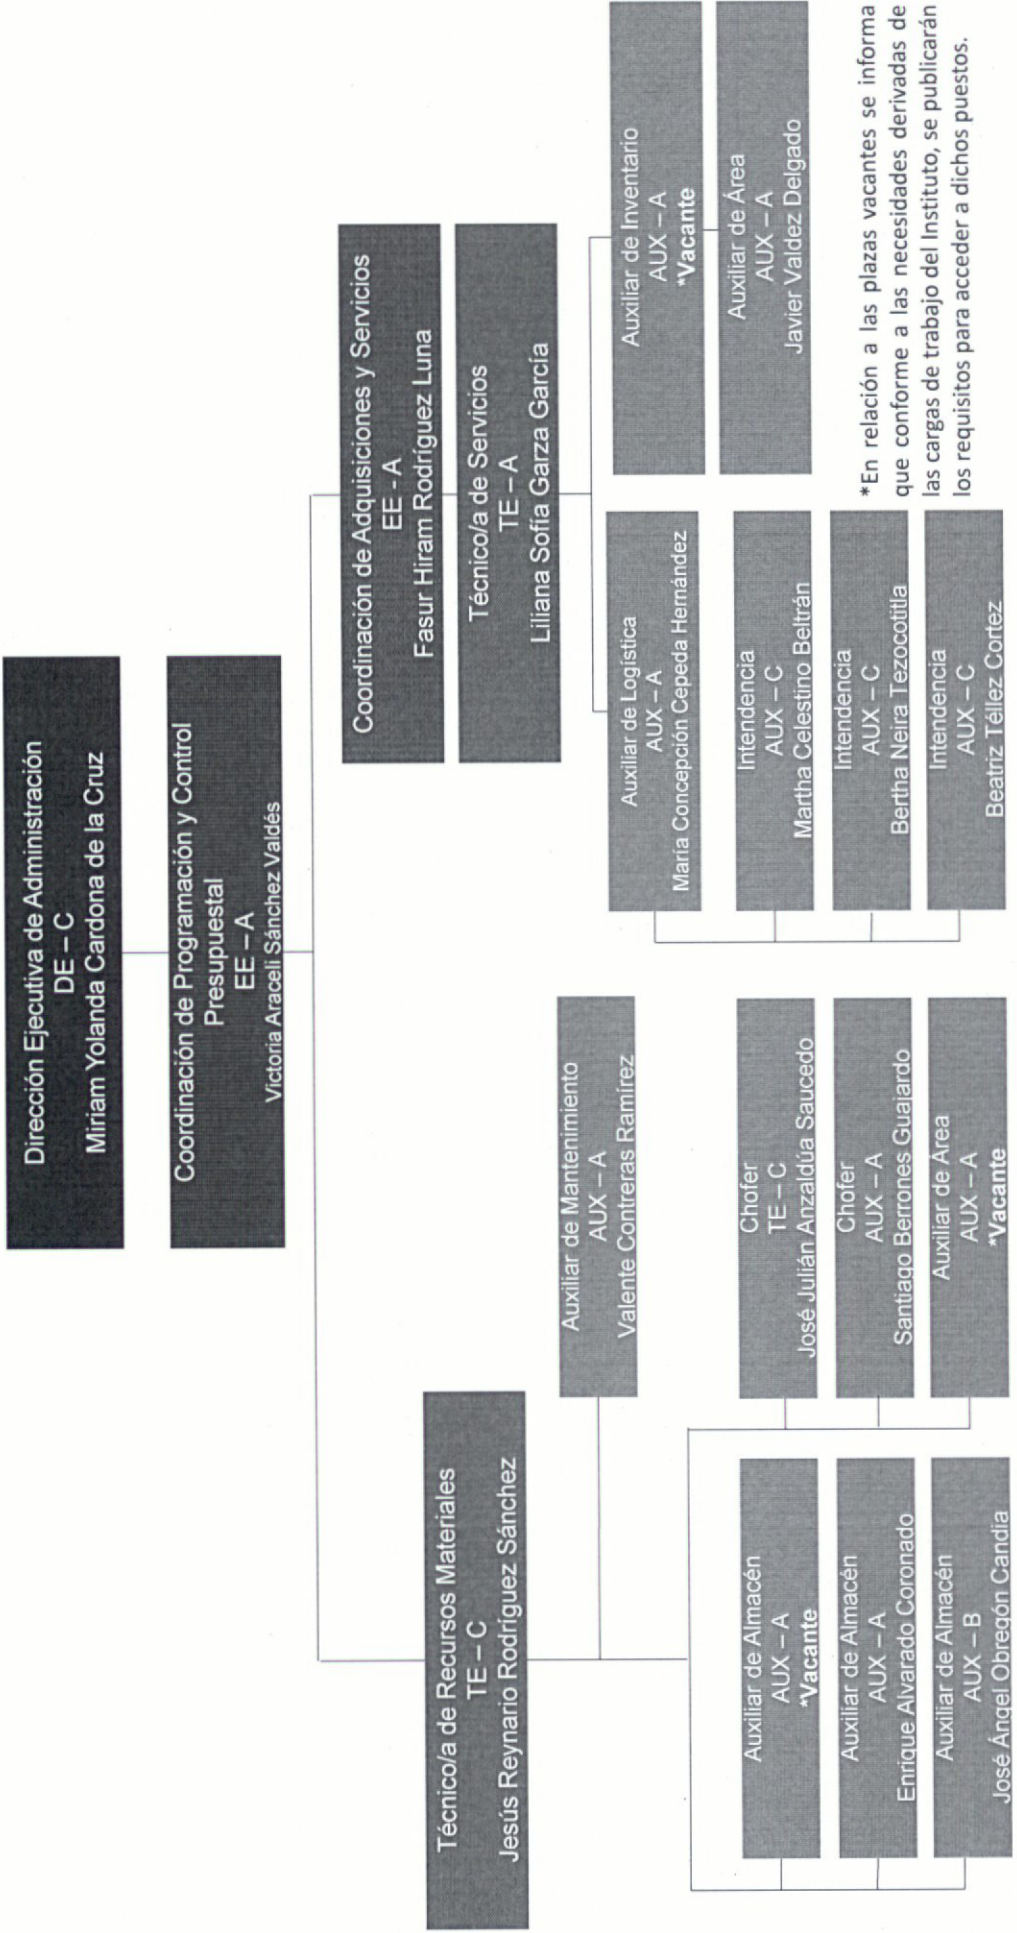 Dirección Ejecutiva de Administración
DE – C
Miriam Yolanda Cardona de la Cruz
Coordinación de Programación y Control
Presupuestal
EE – A
Victoria Araceli Sánchez Valdés
Técnico/a de Recursos Materiales
TE – C
Jesús Reynario Rodríguez Sánchez
Coordinación de Adquisiciones y Servicios
EE - A
Fasur Hiram Rodríguez Luna
Técnico/a de Servicios
TE – A
Liliana Sofía Garza García
Auxiliar de Mantenimiento
AUX – A
Valente Contreras Ramírez
Auxiliar de Almacén
AUX – A
*Vacante
Auxiliar de Almacén
AUX – A
Enrique Alvarado Coronado
Auxiliar de Almacén
AUX – B
José Ángel Obregón Candia
Chofer
TE – C
José Julián Anzaldúa Saucedo
Chofer
AUX – A
Santiago Berrones Guajardo
Auxiliar de Área
AUX – A
*Vacante
Auxiliar de Logística
AUX – A
María Concepción Cepeda Hernández
Intendencia
AUX – C
Martha Celestino Beltrán
Intendencia
AUX – C
Bertha Neira Tezocotitla
Intendencia
AUX – C
Beatriz Téllez Cortez
Auxiliar de Inventario
AUX – A
*Vacante
Auxiliar de Área
AUX – A
Javier Valdez Delgado
*En relación a las plazas vacantes se informa
que conforme a las necesidades derivadas de
las cargas de trabajo del Instituto, se publicarán
los requisitos para acceder a dichos puestos.